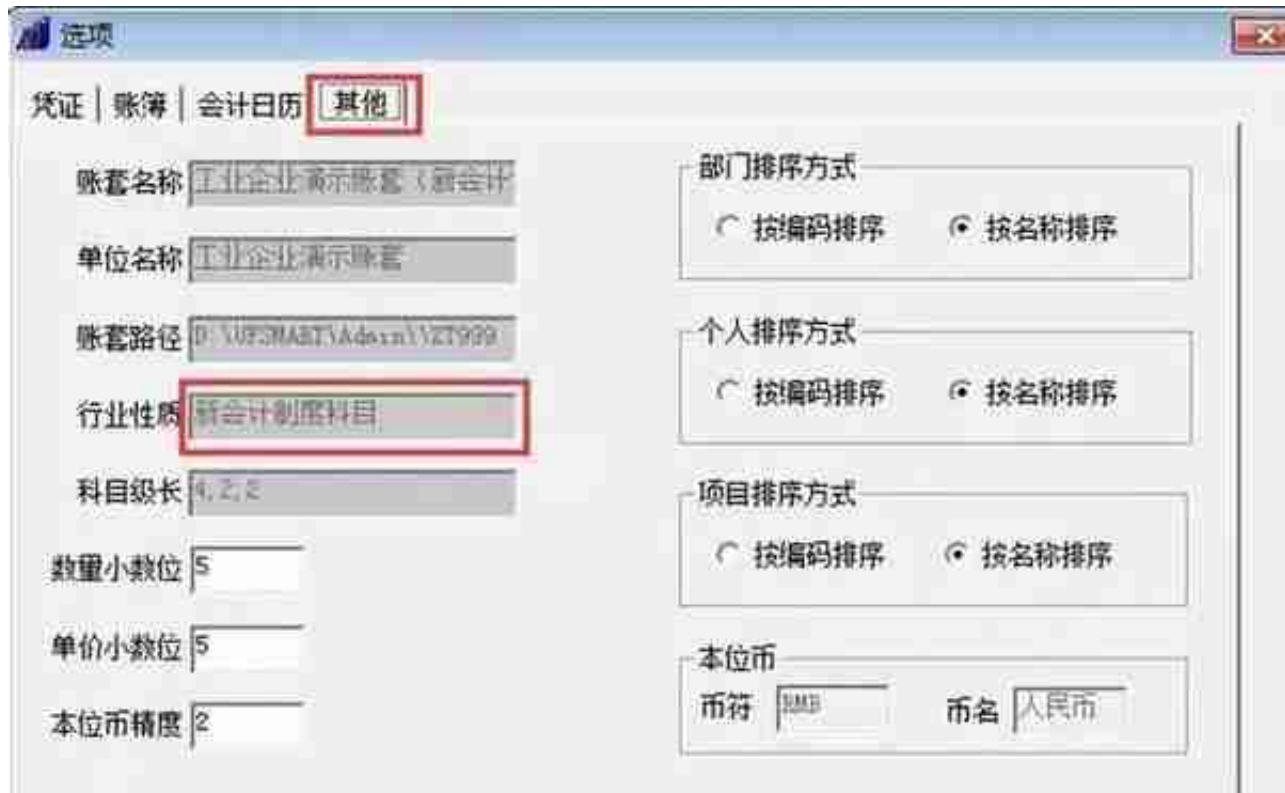 选项
凭证 账簿 会计日历 其他
账套名称 工业企业演示账套（新会计
单位名称 工业企业演示账套
账套路径
行业性质 新会计制度科目
科目级长 4,2,2
数量小数位 5
单价小数位 5
本位币精度 2
部门排序方式
按编码排序 按名称排序
个人排序方式
按编码排序 按名称排序
项目排序方式
按编码排序 按名称排序
本位币
币符 RMB 币名 人民币